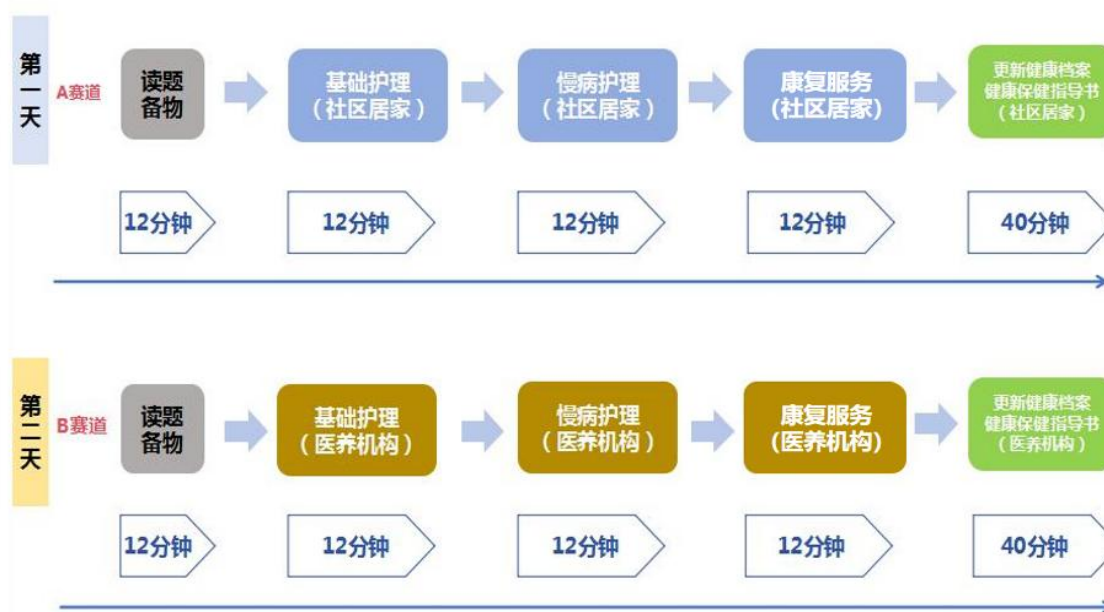 第一天
A赛道
读题
备物
基础护理
（社区居家）
慢病护理
（社区居家）
康复服务
(社区居家)
更新健康档案
健康保健指导书
（社区居家）
12分钟
12分钟
12分钟
12分钟
40分钟
第二天
B赛道
读题
备物
基础护理
（医养机构）
慢病护理
（医养机构）
康复服务
(医养机构)
更新健康档案
健康保健指导书
（医养机构）
12分钟
12分钟
12分钟
12分钟
40分钟